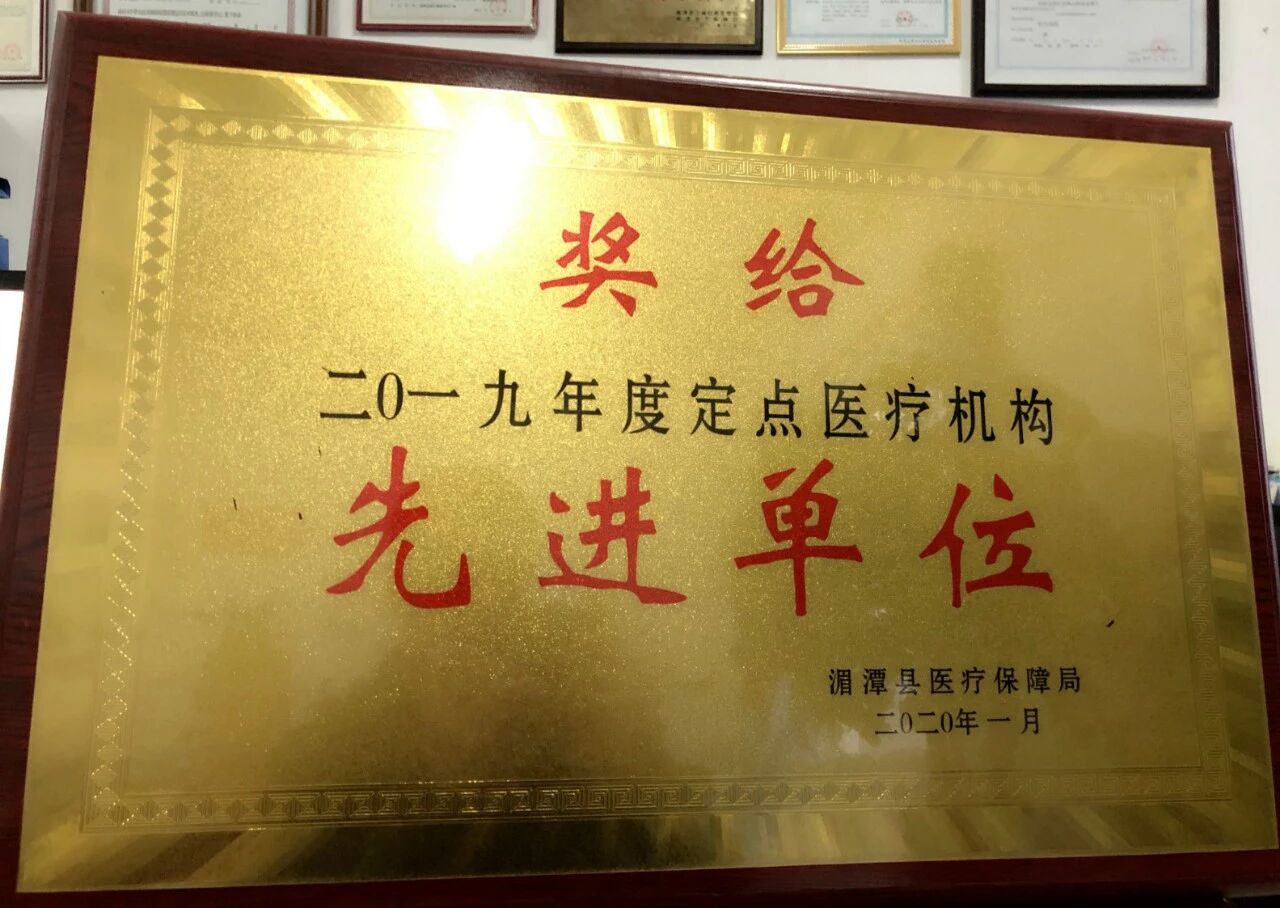 奖给
二0一九年度定点医疗机构
先进单位
湄潭县医疗保障局
二0二0年一月